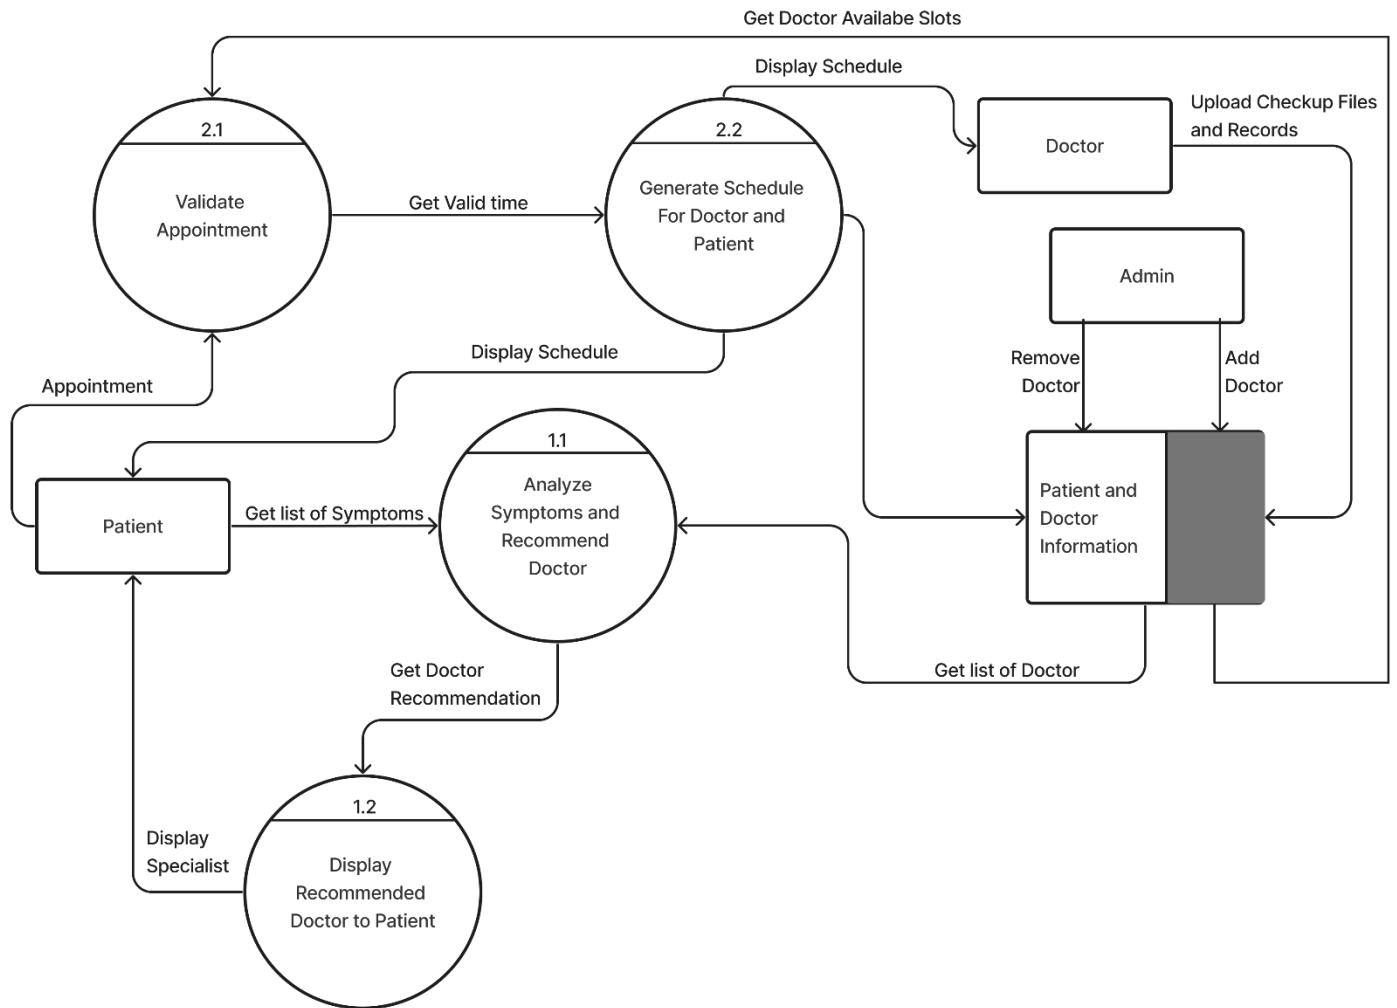 Get Doctor Availabe Slots
Display Schedule
Upload Checkup Files
and Records
2.1
Validate
Appointment
Get Valid time
2.2
Generate Schedule
For Doctor and
Patient
Doctor
Admin
Remove
Doctor
Add
Doctor
Display Schedule
Appointment
Patient
Get list of Symptoms
1.1
Analyze
Symptoms and
Recommend
Doctor
Patient and
Doctor
Information
Get list of Doctor
Get Doctor
Recommendation
1.2
Display
Recommended
Doctor to Patient
Display
Specialist